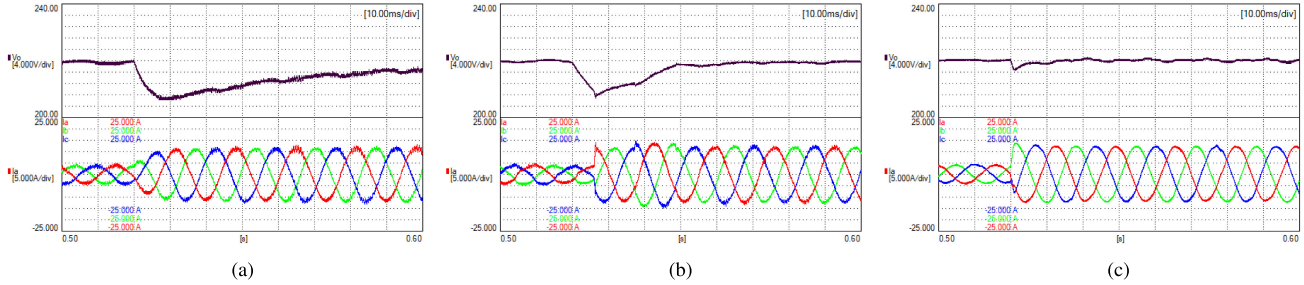 240.00
[10.00ms/div]
Vo
[4.000V/div]
200.00
25.000
Ia 25.000 A
Ib 25.000 A
Ic 25.000 A
Ia
[5.000A/div]
-25.000 A
-25.000 A
-25.000 A
-25.000
0.50
[s]
0.60
(a)
240.00
[10.00ms/div]
Vo
[4.000V/div]
200.00
25.000
Ia 25.000 A
Ib 25.000 A
Ic 25.000 A
Ia
[5.000A/div]
-25.000 A
-25.000 A
-25.000 A
-25.000
0.50
[s]
0.60
(b)
240.00
[10.00ms/div]
Vo
[4.000V/div]
200.00
25.000
Ia 25.000 A
Ib 25.000 A
Ic 25.000 A
Ia
[5.000A/div]
-25.000 A
-25.000 A
-25.000 A
-25.000
0.50
[s]
0.60
(c)